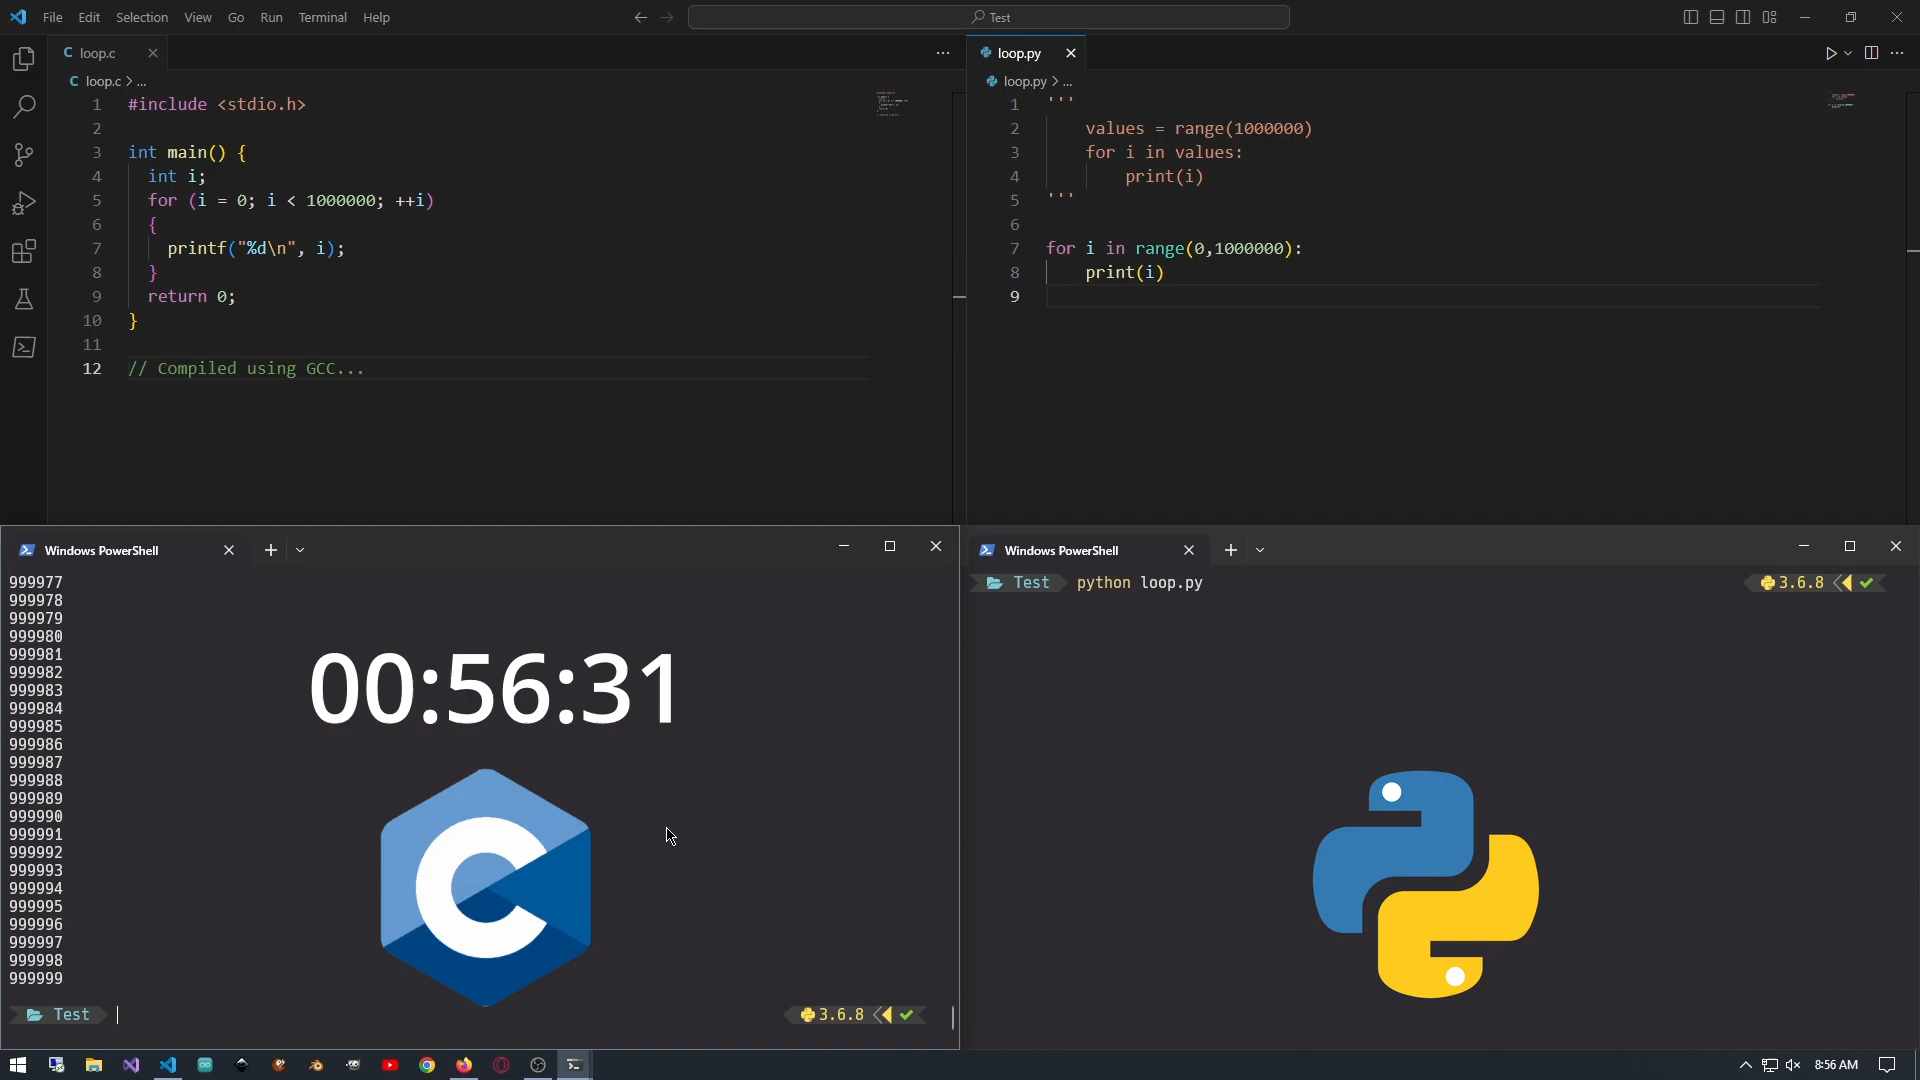 File Edit Selection View Go Run Terminal Help
Test
loop.c
loop.c > ...
1 #include <stdio.h>
2
3 int main() {
4 int i;
5 for (i = 0; i < 1000000; ++i)
6 {
7 printf("%d\n", i);
8 }
9 return 0;
10 }
11
12 // Compiled using GCC...
loop.py
loop.py > ...
1 '''
2 values = range(1000000)
3 for i in values:
4 print(i)
5 '''
6
7 for i in range(0,1000000):
8 print(i)
9
Windows PowerShell
999977
999978
999979
999980
999981
999982
999983
999984
999985
999986
999987
999988
999989
999990
999991
999992
999993
999994
999995
999996
999997
999998
999999
Test
3.6.8
00:56:31
C
Windows PowerShell
Test python loop.py
3.6.8
8:56 AM